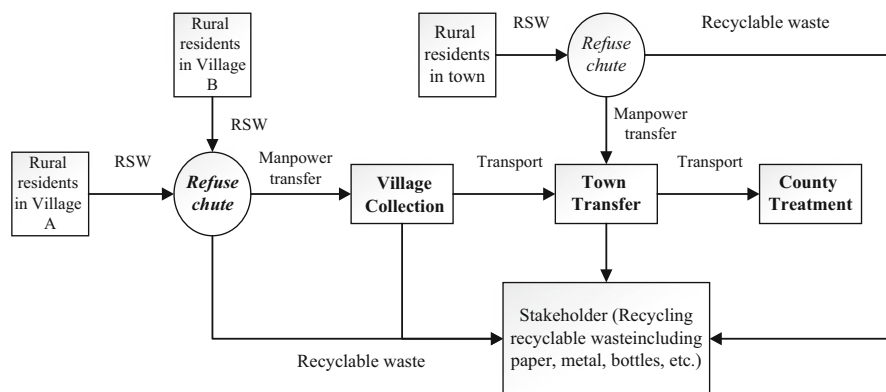 Rural
residents
in Village
B
RSW
Rural
residents
in town
RSW
Refuse
chute
Recyclable waste
Manpower
transfer
Rural
residents
in Village
A
RSW
Refuse
chute
Manpower
transfer
Village
Collection
Transport
Town
Transfer
Transport
County
Treatment
Recyclable waste
Stakeholder (Recycling
recyclable wasteincluding
paper, metal, bottles, etc.)